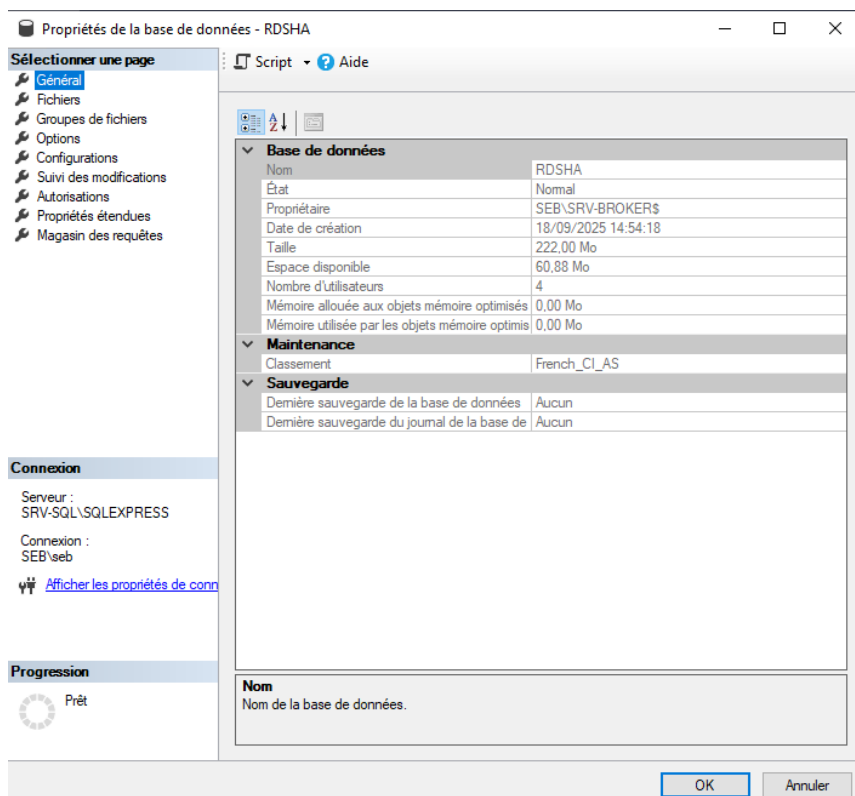 Propriétés de la base de données - RDSHA
Sélectionner une page
Général
Fichiers
Groupes de fichiers
Options
Configurations
Suivi des modifications
Autorisations
Propriétés étendues
Magasin des requêtes
Script Aide
Base de données
Nom RDSHA
État Normal
Propriétaire SEB\SRV-BROKER$
Date de création 18/09/2025 14:54:18
Taille 222,00 Mo
Espace disponible 60,88 Mo
Nombre d'utilisateurs 4
Mémoire allouée aux objets mémoire optimisés 0,00 Mo
Mémoire utilisée par les objets mémoire optimis 0,00 Mo
Maintenance
Classement French_CI_AS
Sauvegarde
Dernière sauvegarde de la base de données Aucun
Dernière sauvegarde du journal de la base de Aucun
Connexion
Serveur :
SRV-SQL\SQLEXPRESS
Connexion :
SEB\seb
Afficher les propriétés de conn
Progression
Prêt
Nom
Nom de la base de données.
OK Annuler